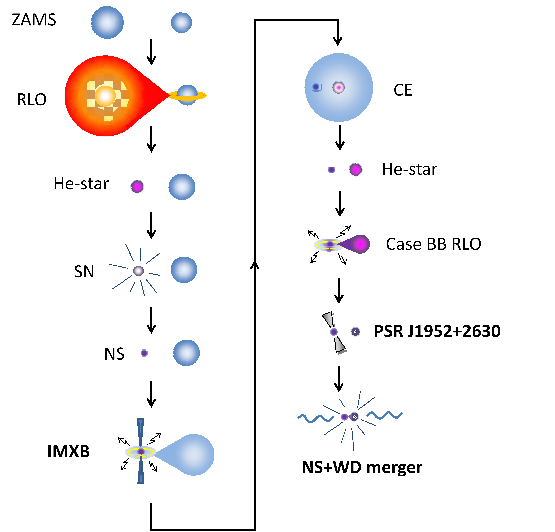 ZAMS
RLO
He-star
SN
NS
IMXB
CE
He-star
Case BB RLO
PSR J1952+2630
NS+WD merger